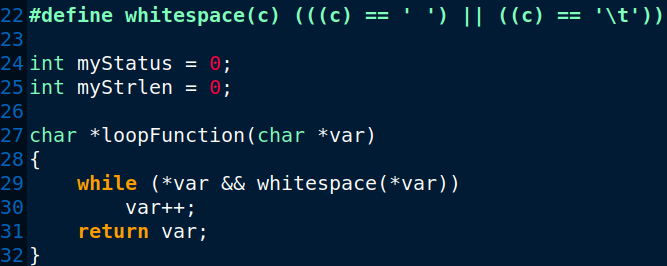 22 #define whitespace(c) (((c) == ' ') || ((c) == '\t'))
23
24 int myStatus = 0;
25 int myStrlen = 0;
26
27 char *loopFunction(char *var)
28 {
29     while (*var && whitespace(*var))
30         var++;
31     return var;
32 }